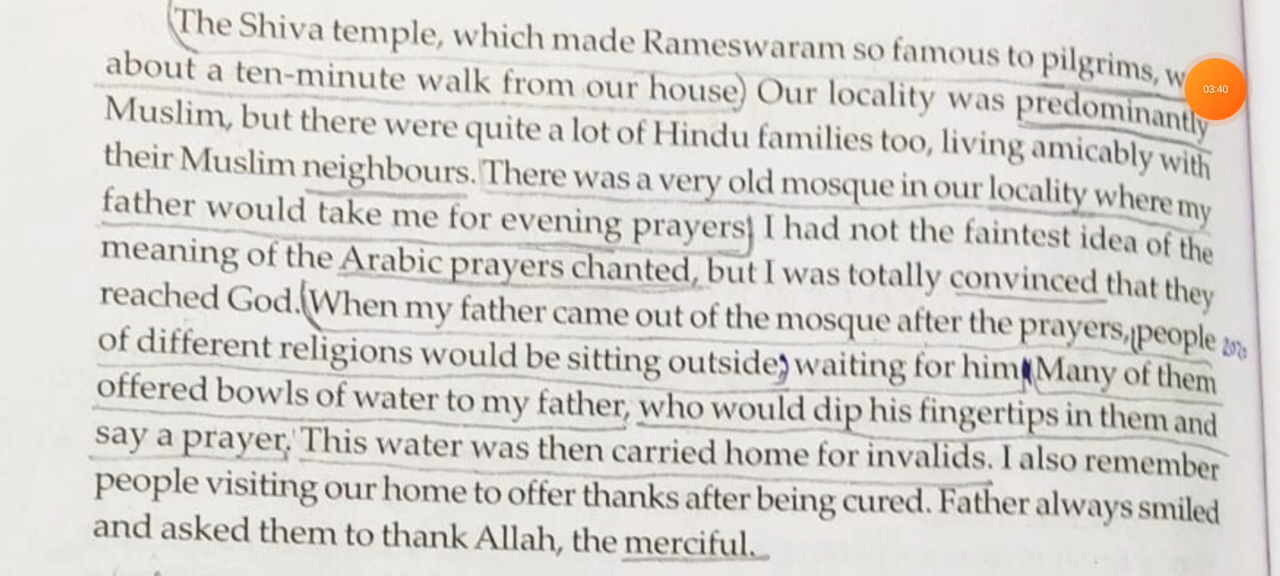 The Shiva temple, which made Rameswaram so famous to pilgrims, w
about a ten-minute walk from our house) Our locality was predominantly
Muslim, but there were quite a lot of Hindu families too, living amicably with
their Muslim neighbours. There was a very old mosque in our locality where my
father would take me for evening prayers. I had not the faintest idea of the
meaning of the Arabic prayers chanted, but I was totally convinced that they
reached God. (When my father came out of the mosque after the prayers, people
of different religions would be sitting outside, waiting for him. Many of them
offered bowls of water to my father, who would dip his fingertips in them and
say a prayer. This water was then carried home for invalids. I also remember
people visiting our home to offer thanks after being cured. Father always smiled
and asked them to thank Allah, the merciful.
03:40